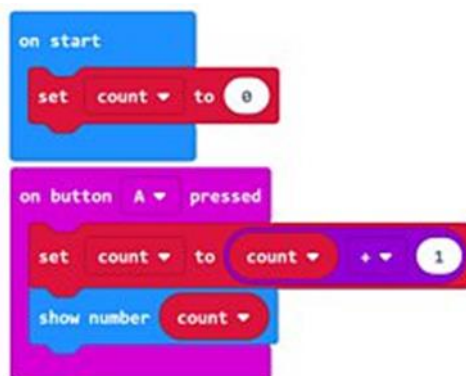 on start
set count to 0
on button A pressed
set count to count + 1
show number count